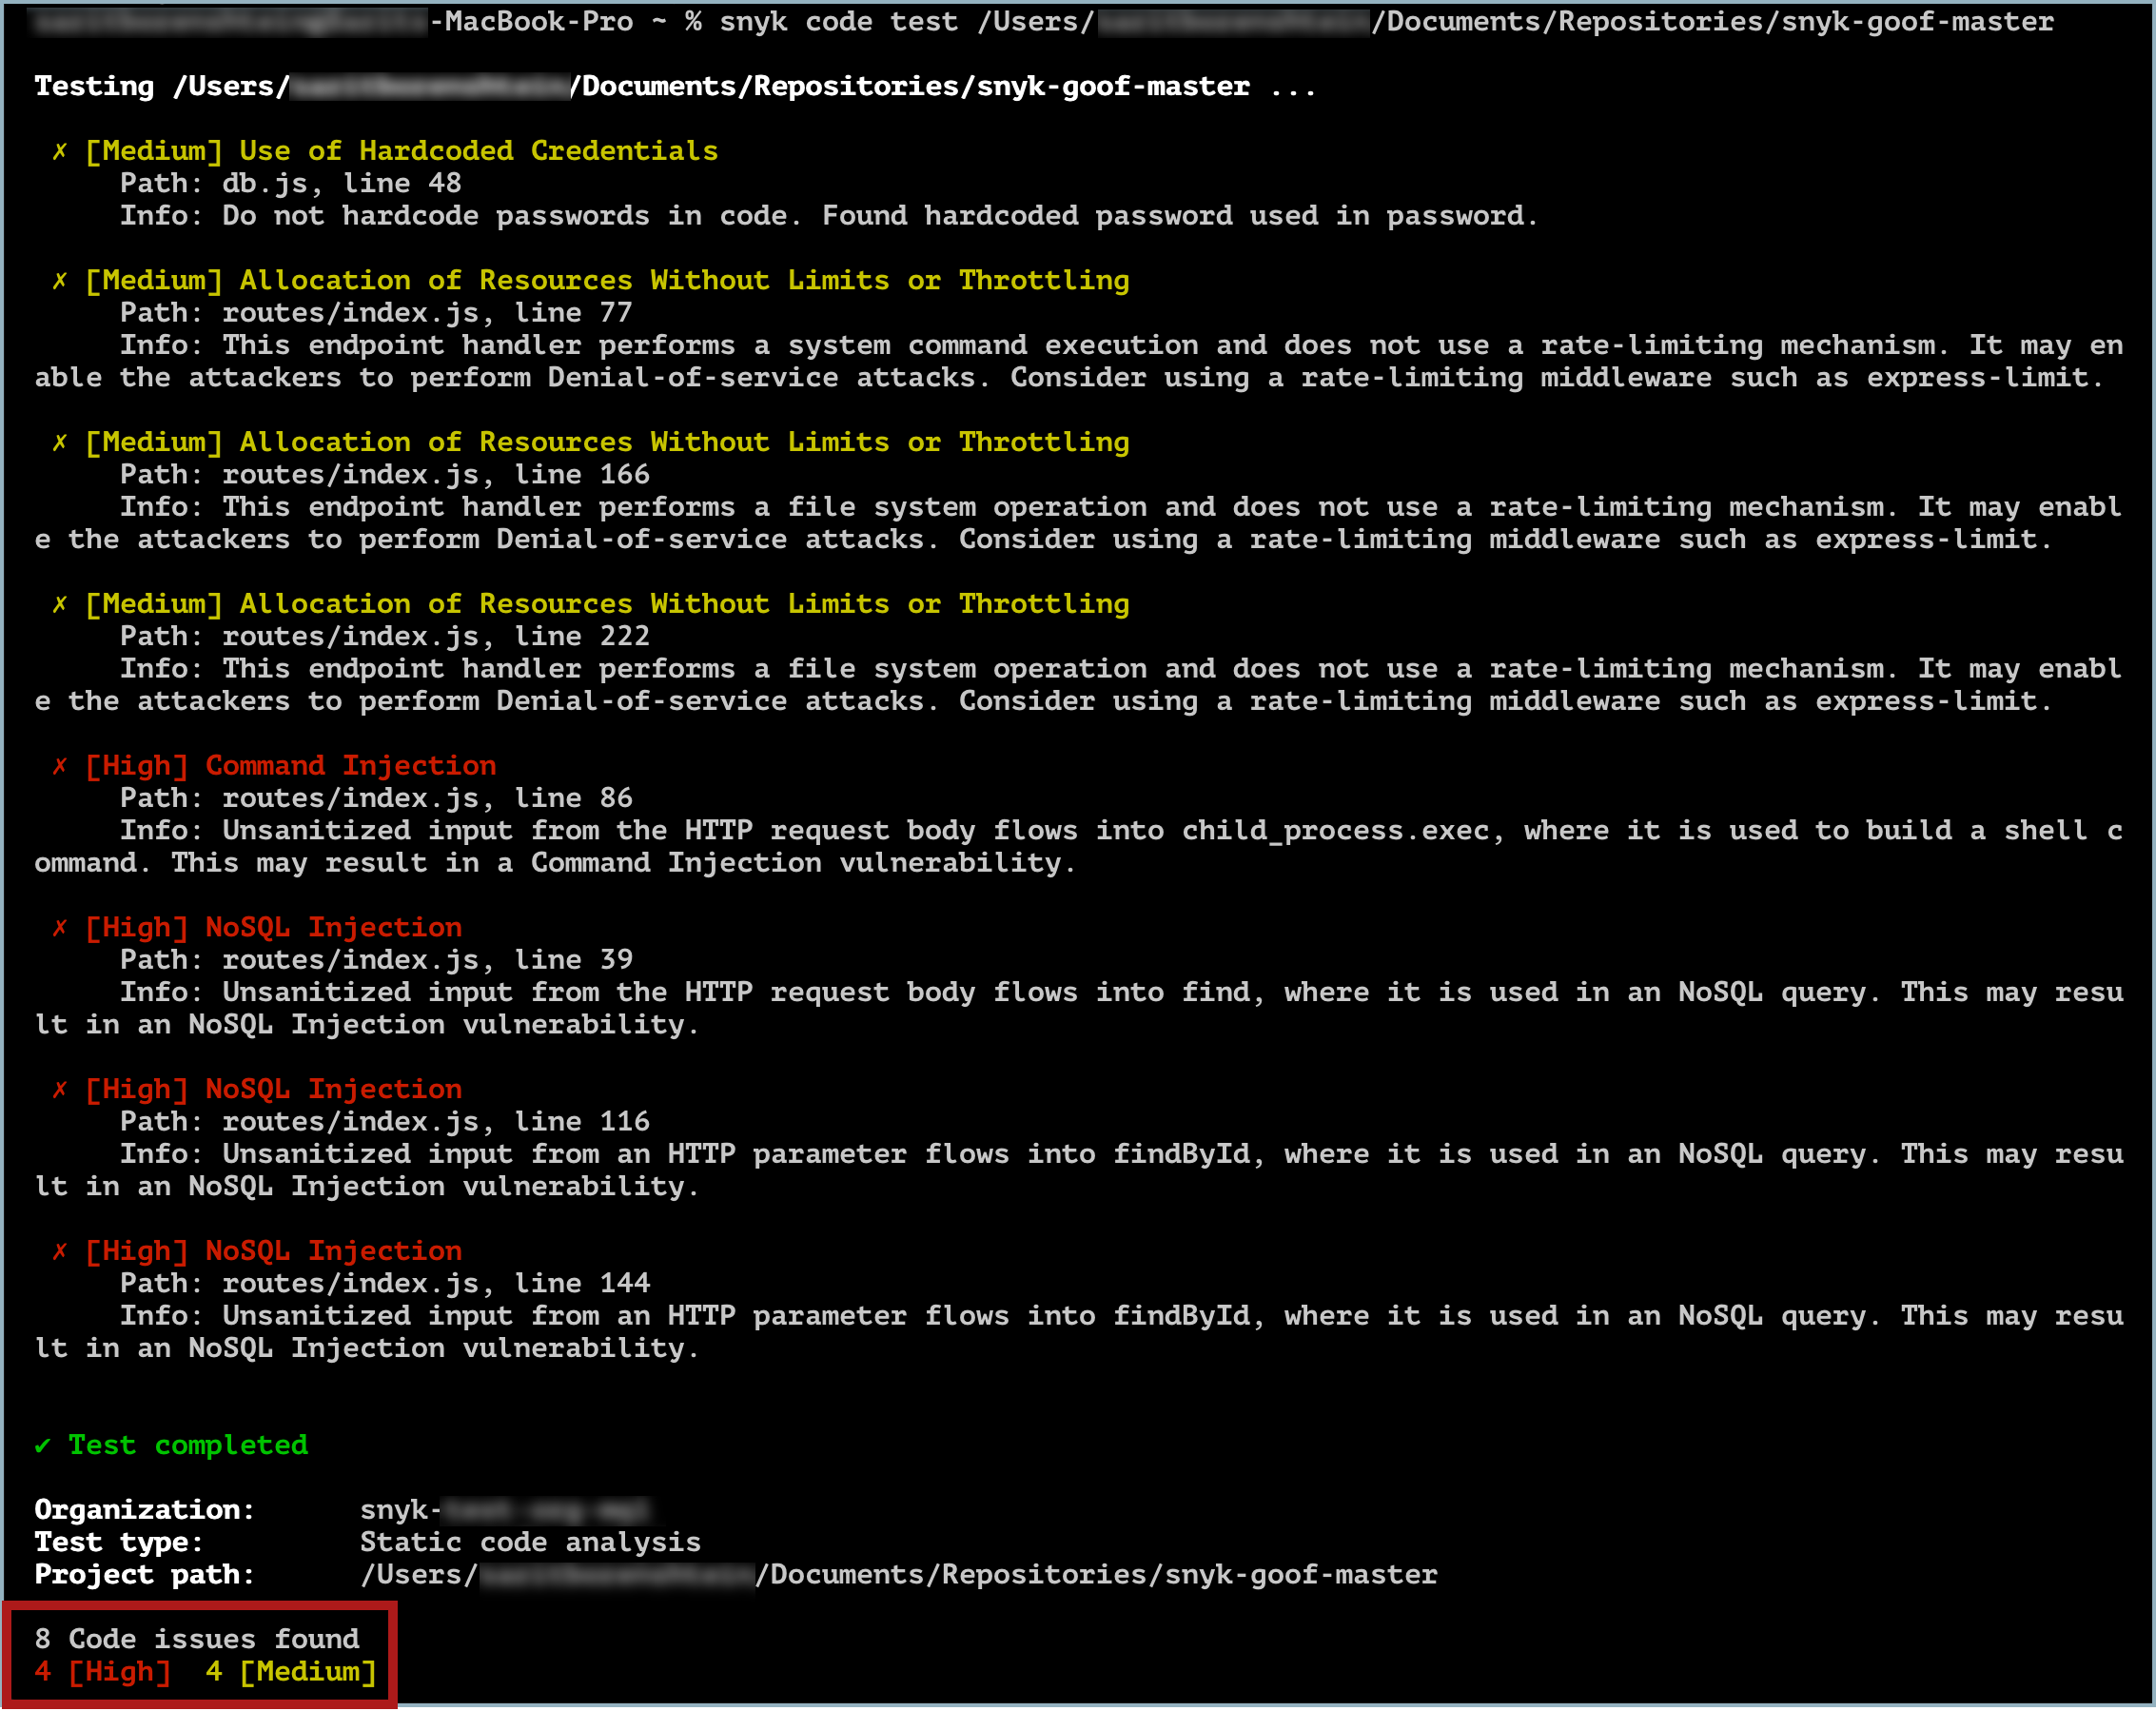 -MacBook-Pro ~ % snyk code test /Users/ /Documents/Repositories/snyk-goof-master
Testing /Users/ /Documents/Repositories/snyk-goof-master ...
✗ [Medium] Use of Hardcoded Credentials
Path: db.js, line 48
Info: Do not hardcode passwords in code. Found hardcoded password used in password.
✗ [Medium] Allocation of Resources Without Limits or Throttling
Path: routes/index.js, line 77
Info: This endpoint handler performs a system command execution and does not use a rate-limiting mechanism. It may en
able the attackers to perform Denial-of-service attacks. Consider using a rate-limiting middleware such as express-limit.
✗ [Medium] Allocation of Resources Without Limits or Throttling
Path: routes/index.js, line 166
Info: This endpoint handler performs a file system operation and does not use a rate-limiting mechanism. It may enabl
e the attackers to perform Denial-of-service attacks. Consider using a rate-limiting middleware such as express-limit.
✗ [Medium] Allocation of Resources Without Limits or Throttling
Path: routes/index.js, line 222
Info: This endpoint handler performs a file system operation and does not use a rate-limiting mechanism. It may enabl
e the attackers to perform Denial-of-service attacks. Consider using a rate-limiting middleware such as express-limit.
✗ [High] Command Injection
Path: routes/index.js, line 86
Info: Unsanitized input from the HTTP request body flows into child_process.exec, where it is used to build a shell c
ommand. This may result in a Command Injection vulnerability.
✗ [High] NoSQL Injection
Path: routes/index.js, line 39
Info: Unsanitized input from the HTTP request body flows into find, where it is used in an NoSQL query. This may resu
lt in an NoSQL Injection vulnerability.
✗ [High] NoSQL Injection
Path: routes/index.js, line 116
Info: Unsanitized input from an HTTP parameter flows into findById, where it is used in an NoSQL query. This may resu
lt in an NoSQL Injection vulnerability.
✗ [High] NoSQL Injection
Path: routes/index.js, line 144
Info: Unsanitized input from an HTTP parameter flows into findById, where it is used in an NoSQL query. This may resu
lt in an NoSQL Injection vulnerability.
✔ Test completed
Organization: snyk-
Test type: Static code analysis
Project path: /Users/ /Documents/Repositories/snyk-goof-master
8 Code issues found
4 [High] 4 [Medium]